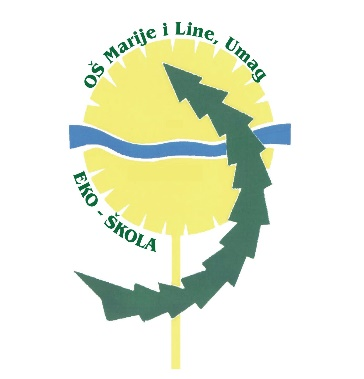 OŠ Marije i Line, Umag
EKO - ŠKOLA